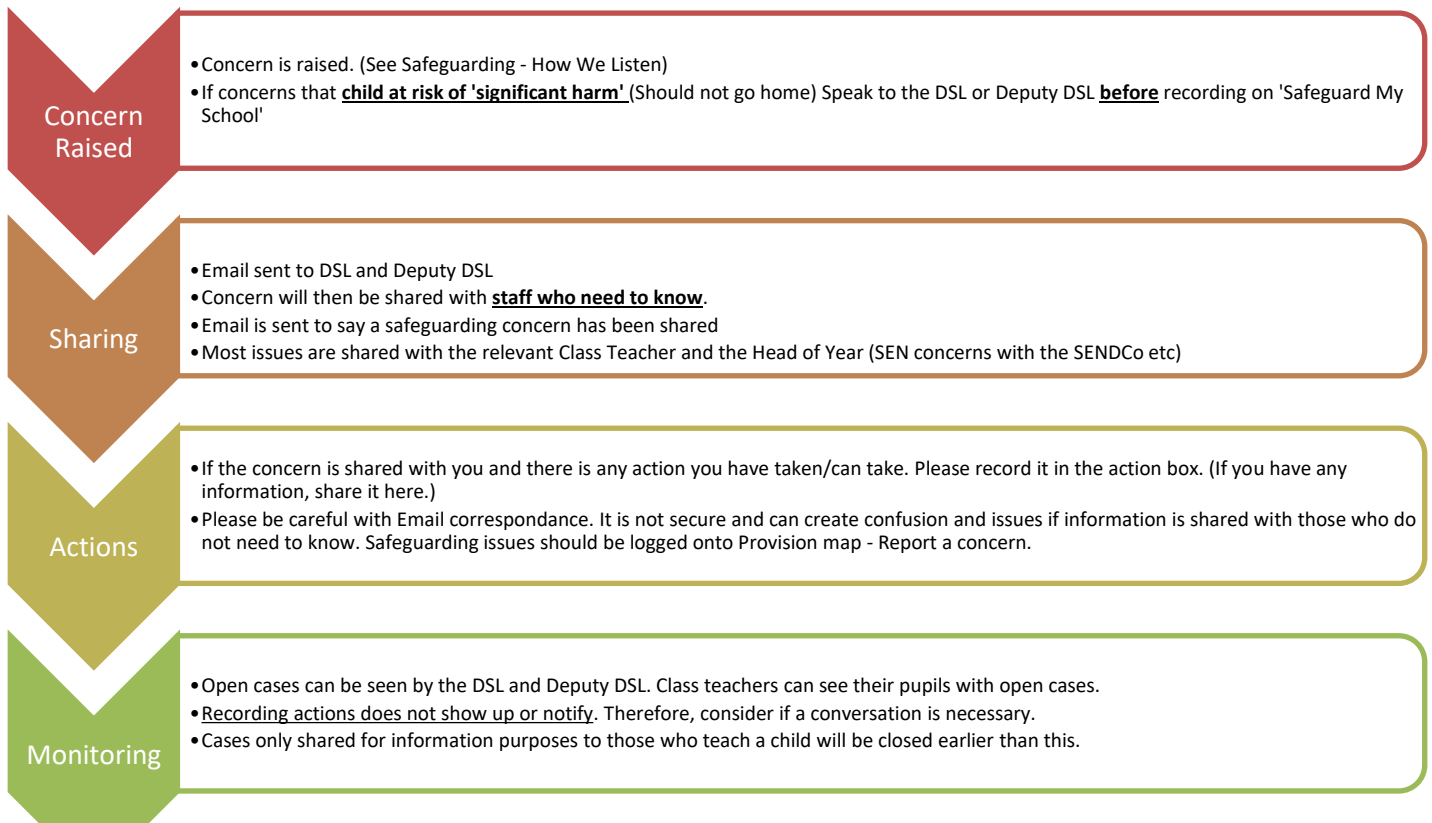 Concern
Raised
•Concern is raised. (See Safeguarding - How We Listen)
•If concerns that child at risk of 'significant harm' (Should not go home) Speak to the DSL or Deputy DSL before recording on 'Safeguard My
School'
Sharing
•Email sent to DSL and Deputy DSL
•Concern will then be shared with staff who need to know.
•Email is sent to say a safeguarding concern has been shared
•Most issues are shared with the relevant Class Teacher and the Head of Year (SEN concerns with the SENDCo etc)
Actions
•If the concern is shared with you and there is any action you have taken/can take. Please record it in the action box. (If you have any
information, share it here.)
•Please be careful with Email correspondance. It is not secure and can create confusion and issues if information is shared with those who do
not need to know. Safeguarding issues should be logged onto Provision map - Report a concern.
Monitoring
•Open cases can be seen by the DSL and Deputy DSL. Class teachers can see their pupils with open cases.
•Recording actions does not show up or notify. Therefore, consider if a conversation is necessary.
•Cases only shared for information purposes to those who teach a child will be closed earlier than this.